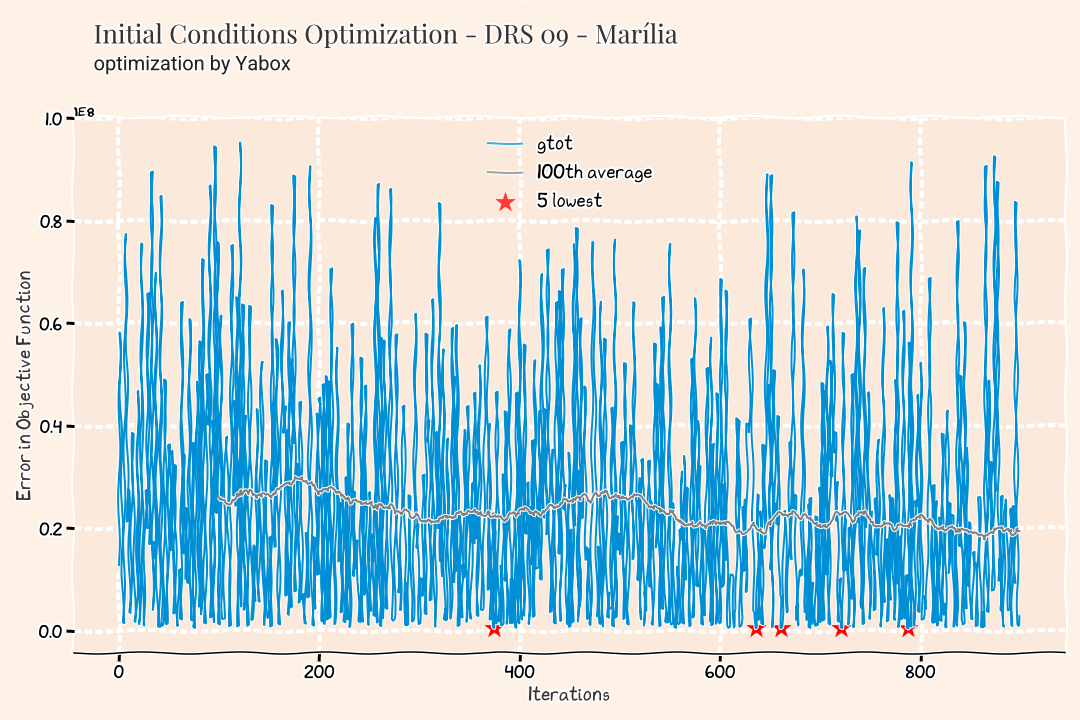 Initial Conditions Optimization - DRS 09 - Marília
optimization by Yabox
1E8
gtot
100th average
5 lowest
1.0
0.8
0.6
0.4
0.2
0.0
Error in Objective Function
0 200 400 600 800
Iterations